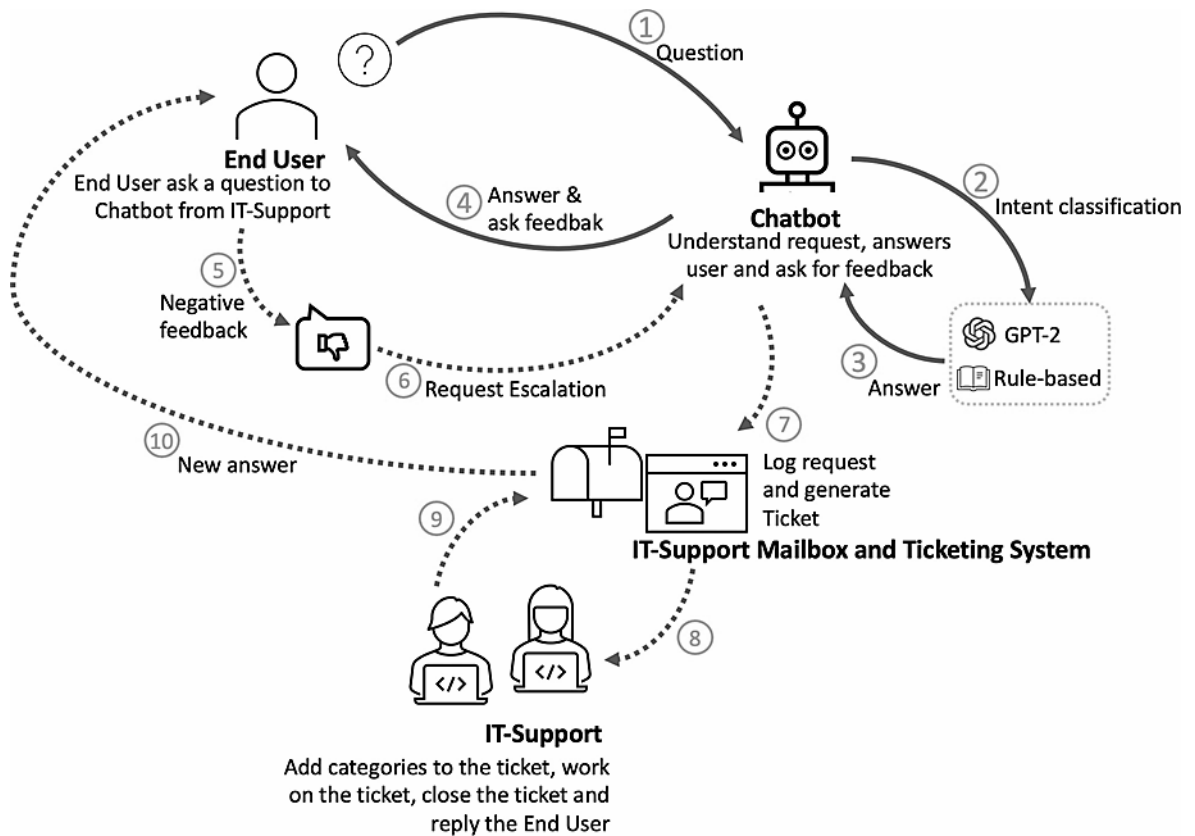 ?
1
Question
End User
End User ask a question to
Chatbot from IT-Support
2
Intent classification
4
Answer &
ask feedbak
Chatbot
Understand request, answers
user and ask for feedback
5
Negative
feedback
GPT-2
Rule-based
3
Answer
6
Request Escalation
7
Log request
and generate
Ticket
10
New answer
IT-Support Mailbox and Ticketing System
9
8
</>
</>
IT-Support
Add categories to the ticket, work
on the ticket, close the ticket and
reply the End User